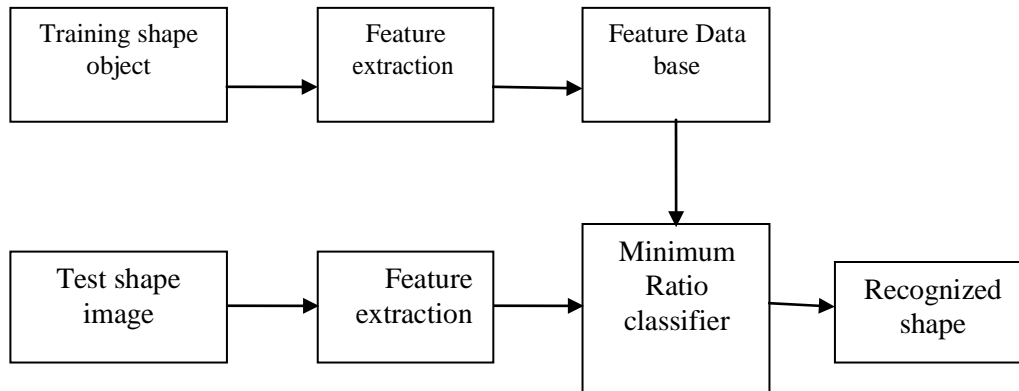 Training shape
object
Feature
extraction
Feature Data
base
Test shape
image
Feature
extraction
Minimum
Ratio
classifier
Recognized
shape